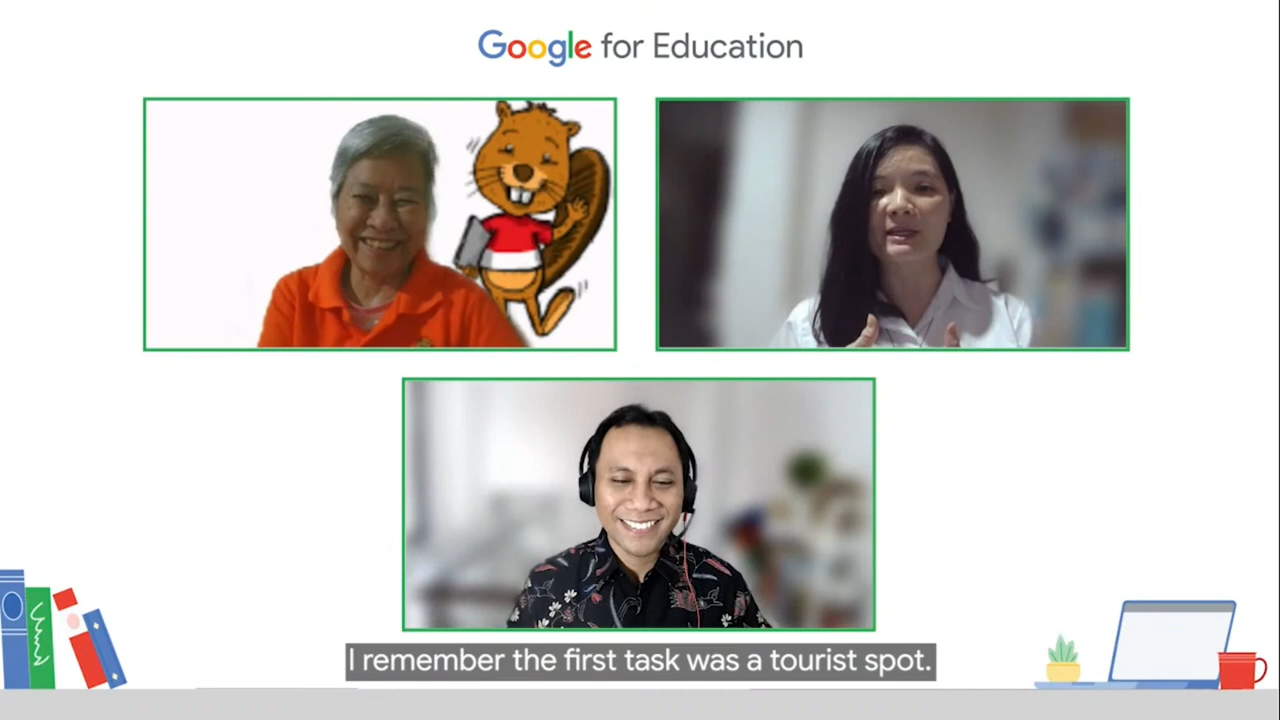 Google for Education
I remember the first task was a tourist spot.